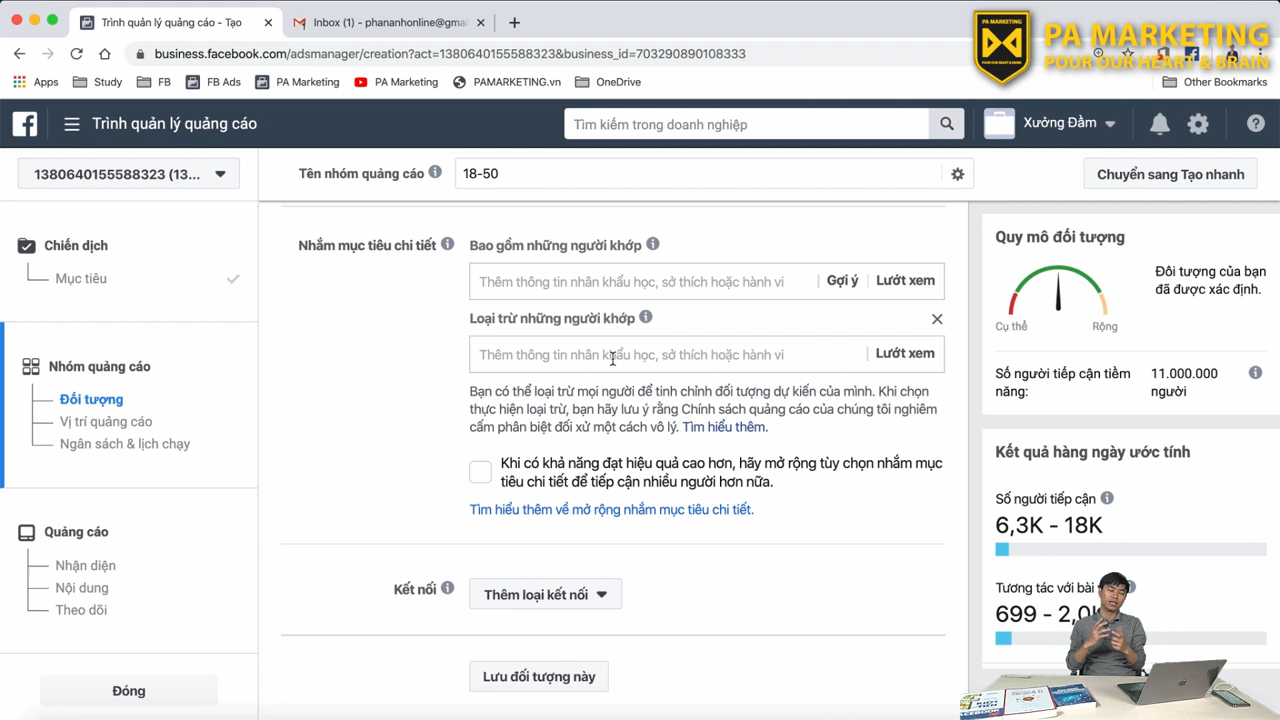 Trình quản lý quảng cáo - Tạo
Inbox (1) - phananhonline@gmai
business.facebook.com/adsmanager/creation?act=1380640155588323&business_id=703290890108333
PA MARKETING
PA MARKETING
POUR OUR HEART & BRAIN
Apps
Study
FB
FB Ads
PA Marketing
PA Marketing
PAMARKETING
OneDrive
Other Bookmarks
Trình quản lý quảng cáo
Tìm kiếm trong doanh nghiệp
Xưởng Đầm
1380640155588323 (13...
Tên nhóm quảng cáo
18-50
Chuyển sang Tạo nhanh
Chiến dịch
Mục tiêu
Nhóm quảng cáo
Đối tượng
Vị trí quảng cáo
Ngân sách & lịch chạy
Quảng cáo
Nhận diện
Nội dung
Theo dõi
Đóng
Nhắm mục tiêu chi tiết
Bao gồm những người khớp
Thêm thông tin nhân khẩu học, sở thích hoặc hành vi
Gợi ý
Lướt xem
Loại trừ những người khớp
Thêm thông tin nhân khẩu học, sở thích hoặc hành vi
Lướt xem
Bạn có thể loại trừ mọi người để tinh chỉnh đối tượng dự kiến của mình. Khi chọn
thực hiện loại trừ, bạn hãy lưu ý rằng Chính sách quảng cáo của chúng tôi nghiêm
cấm phân biệt đối xử một cách vô lý. Tìm hiểu thêm.
Khi có khả năng đạt hiệu quả cao hơn, hãy mở rộng tùy chọn nhắm mục
tiêu chi tiết để tiếp cận nhiều người hơn nữa.
Tìm hiểu thêm về mở rộng nhắm mục tiêu chi tiết.
Kết nối
Thêm loại kết nối
Lưu đối tượng này
Quy mô đối tượng
Cụ thể
Rộng
Đối tượng của bạn
đã được xác định.
Số người tiếp cận tiềm
năng:
11.000.000
người
Kết quả hàng ngày ước tính
Số người tiếp cận
6,3K - 18K
Tương tác với bài
699 - 2,0K